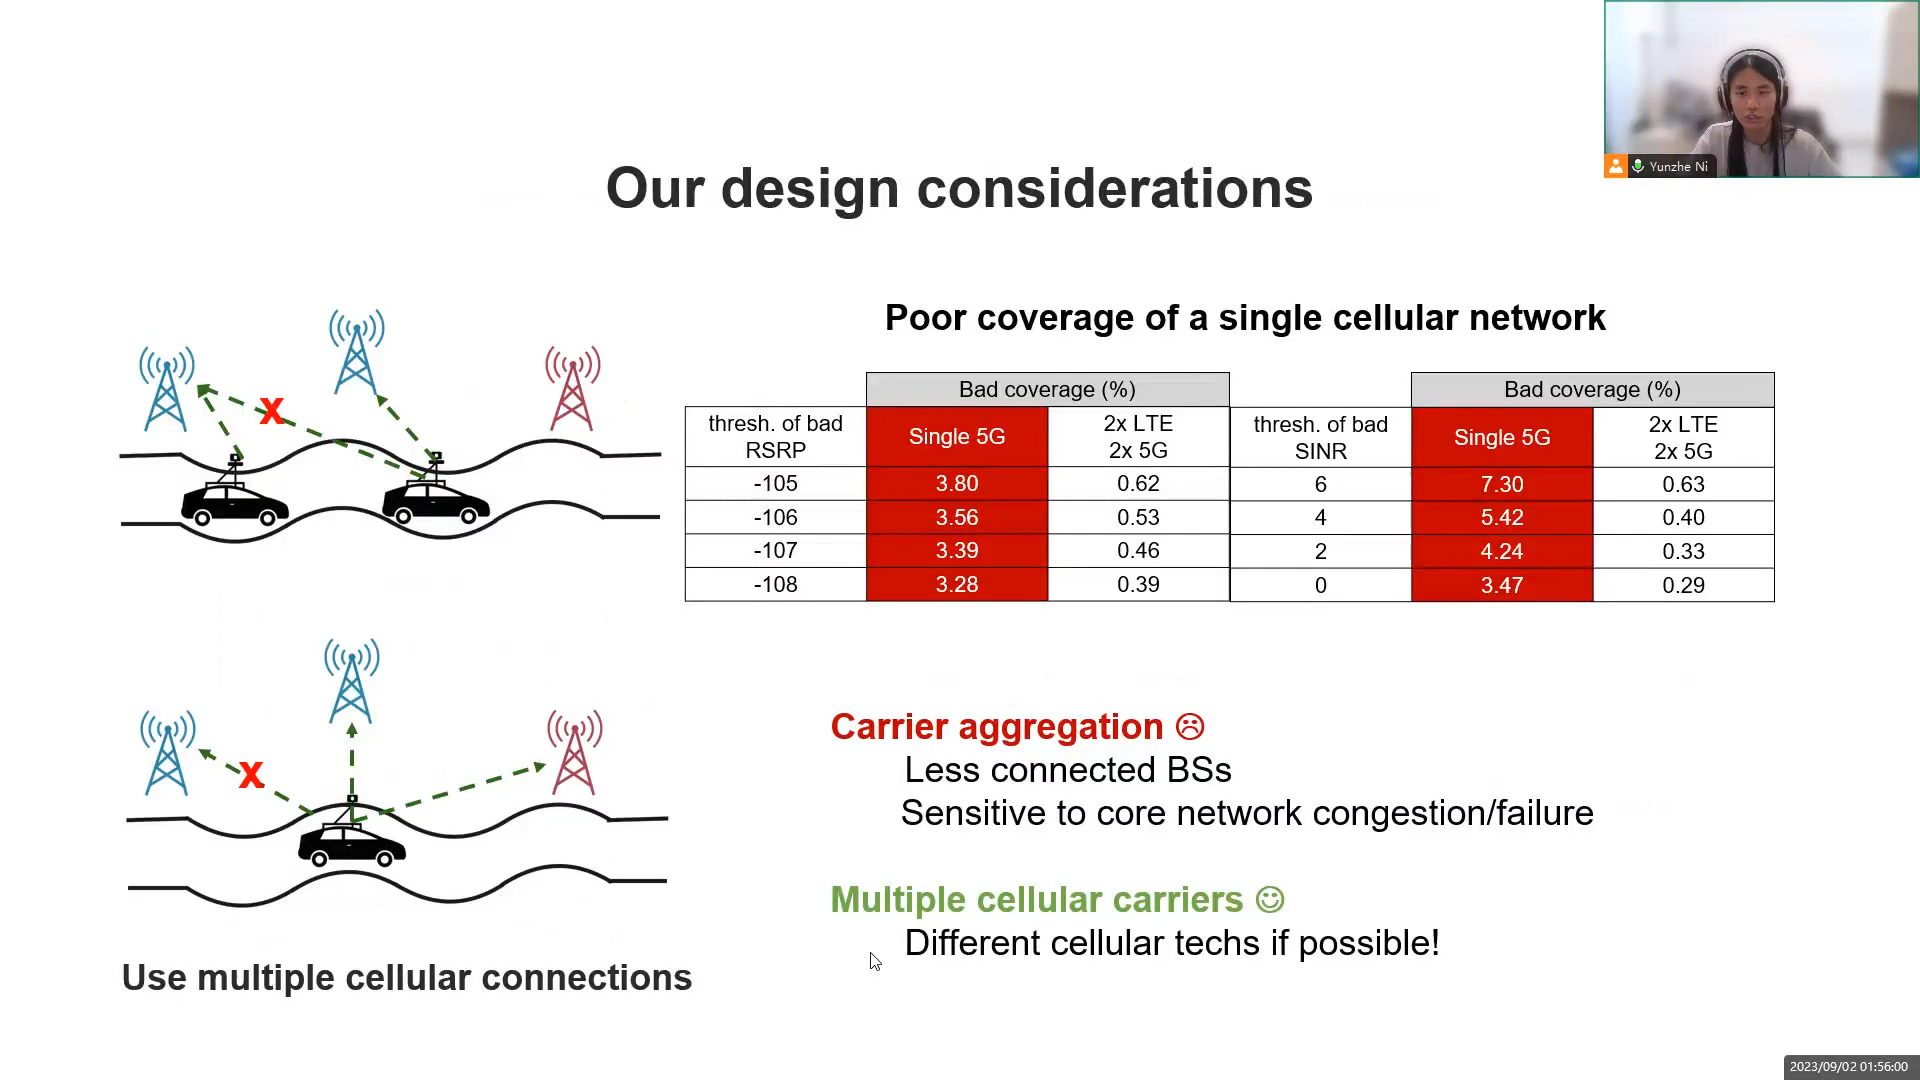 Yunzhe Ni
Our design considerations
Poor coverage of a single cellular network
X
Bad coverage (%)
Bad coverage (%)
thresh. of bad RSRP
Single 5G
2x LTE
2x 5G
thresh. of bad SINR
Single 5G
2x LTE
2x 5G
-105 3.80 0.62 6 7.30 0.63
-106 3.56 0.53 4 5.42 0.40
-107 3.39 0.46 2 4.24 0.33
-108 3.28 0.39 0 3.47 0.29
X
Carrier aggregation ☹
Less connected BSs
Sensitive to core network congestion/failure
Multiple cellular carriers ☺
Different cellular techs if possible!
Use multiple cellular connections
2023/09/02 01:56:00